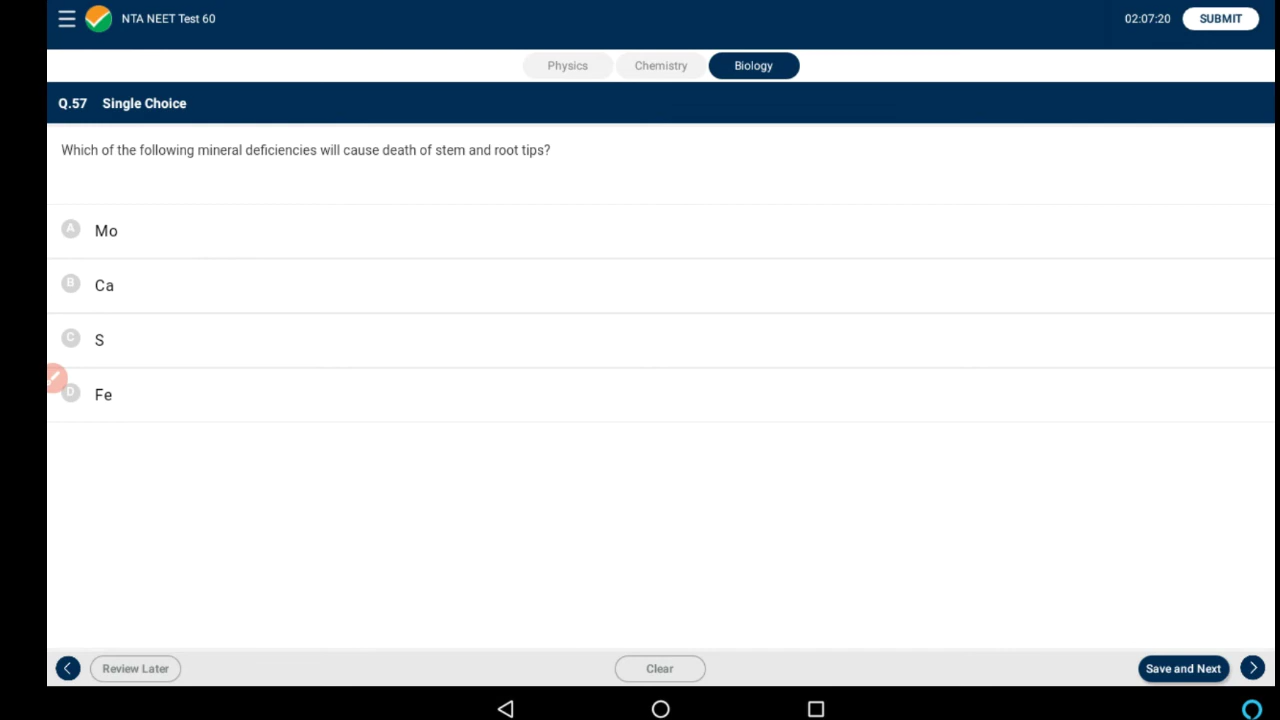 NTA NEET Test 60
02:07:20
SUBMIT
Physics
Chemistry
Biology
Q.57 Single Choice
Which of the following mineral deficiencies will cause death of stem and root tips?
A Mo
B Ca
C S
D Fe
Review Later
Clear
Save and Next